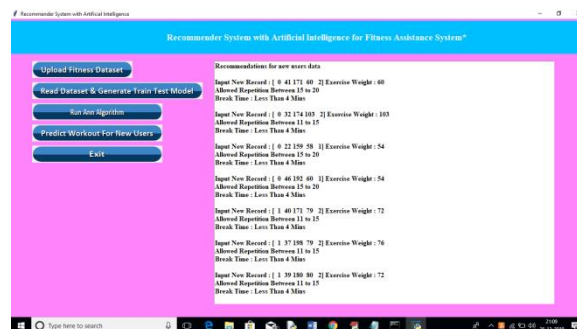 Recommender System with Artificial Intelligence
Recommender System with Artificial Intelligence for Fitness Assistance System"
Upload Fitness Dataset
Read Dataset & Generate Train Test Model
Run Ann Algorithm
Predict Workout For New Users
Exit
Recommendations for new users data
Input New Record : [ 0 41 171 60 2] Exercise Weight : 60
Allowed Repetition Between 15 to 20
Break Time : Less Than 4 Mins
Input New Record : [ 0 32 174 103 2] Exercise Weight : 103
Allowed Repetition Between 11 to 15
Break Time : Less Than 4 Mins
Input New Record : [ 0 22 159 58 1] Exercise Weight : 54
Allowed Repetition Between 15 to 20
Break Time : Less Than 4 Mins
Input New Record : [ 0 46 192 60 1] Exercise Weight : 54
Allowed Repetition Between 15 to 20
Break Time : Less Than 4 Mins
Input New Record : [ 1 40 171 79 2] Exercise Weight : 72
Allowed Repetition Between 11 to 15
Break Time : Less Than 4 Mins
Input New Record : [ 1 37 198 79 2] Exercise Weight : 76
Allowed Repetition Between 11 to 15
Break Time : Less Than 4 Mins
Input New Record : [ 1 39 180 80 2] Exercise Weight : 72
Allowed Repetition Between 11 to 15
Break Time : Less Than 4 Mins
Type here to search
21:09